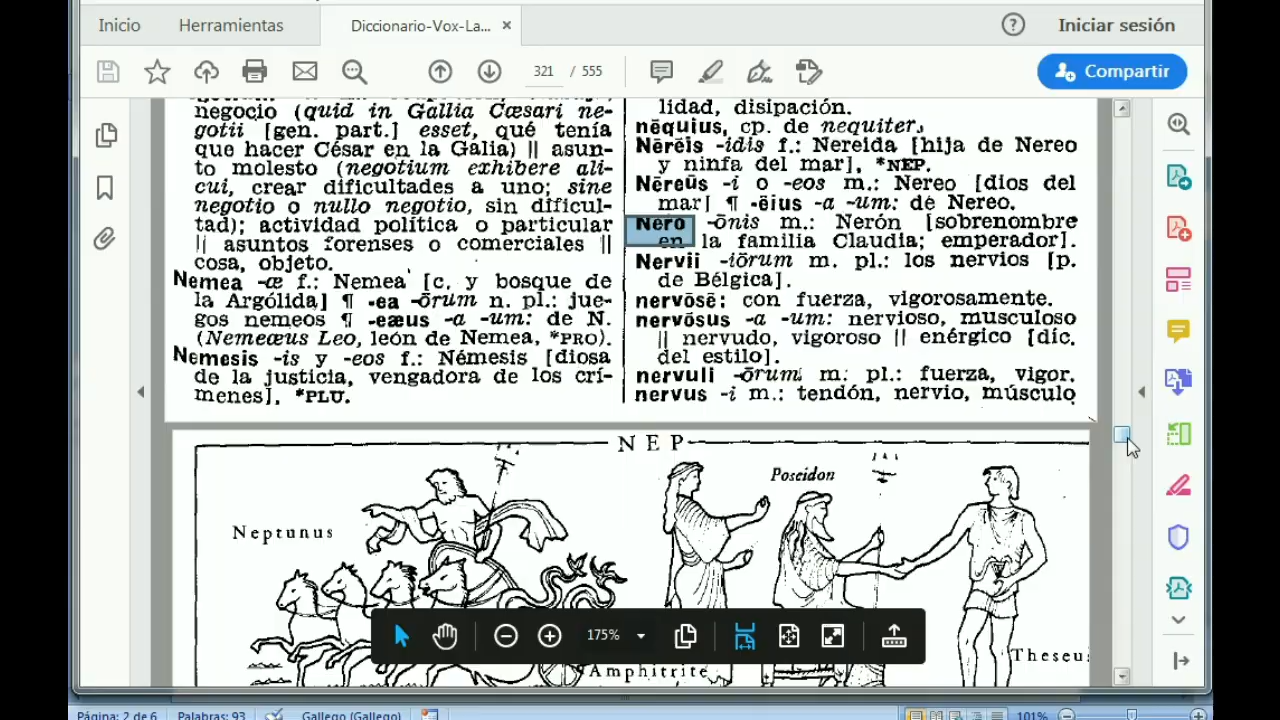 Inicio Herramientas Diccionario-Vox-La... × ? Iniciar sesión
321 / 555 Compartir
negocio (quid in Gallia Cæsari ne-
gotii [gen. part.] esset, qué tenía
que hacer César en la Galia) || asun-
to molesto (negotium exhibere ali-
cui, crear dificultades a uno; sine
negotio o nullo negotio, sin dificul-
tad); actividad política o particular
|| asuntos forenses o comerciales ||
cosa, objeto.
Nemea -æ f.: Nemea [c. y bosque de
la Argólida] ¶ -ea -ōrum n. pl.: jue-
gos nemeos ¶ -eæus -a -um: de N.
(Nemeæus Leo, león de Nemea, *PRO).
Nemesis -is y -eos f.: Némesis [diosa
de la justicia, vengadora de los crí-
menes], *PLU.
lidad, disipación.
nēquius, cp. de nequiter.
Nērēis -idis f.: Nereida [hija de Nereo
y ninfa del mar], *NEP.
Nēreūs -i o -eos m.: Nereo [dios del
mar] ¶ -ēius -a -um: de Nereo.
Nero -ōnis m.: Nerón [sobrenombre
en la familia Claudia; emperador].
Nervii -iōrum m. pl.: los nervios [p.
de Bélgica].
nervōsē: con fuerza, vigorosamente.
nervōsus -a -um: nervioso, musculoso
|| nervudo, vigoroso || enérgico [dic.
del estilo].
nervuli -ōrum m. pl.: fuerza, vigor.
nervus -i m.: tendón, nervio, músculo
NEP
Neptunus
Poseidon
Amphitrite
Theseu
175%
Página: 2 de 6 Palabras: 93 Gallego (Gallego) 101%